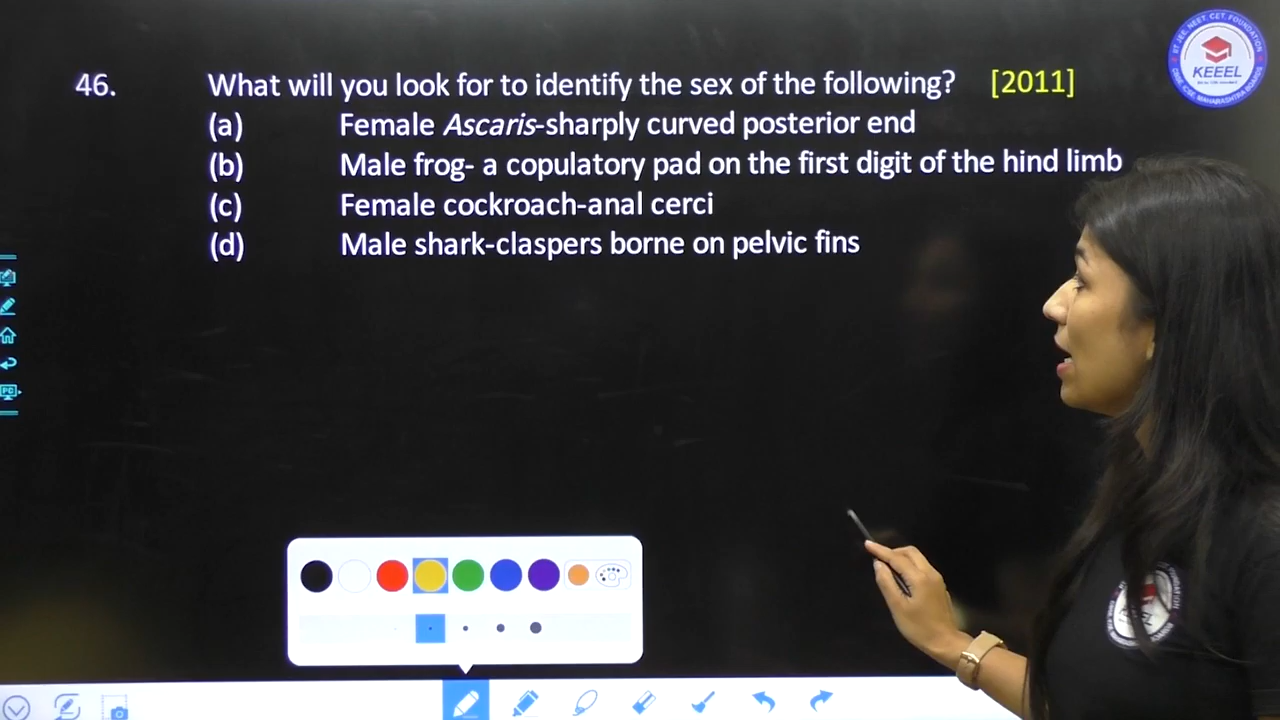 46. What will you look for to identify the sex of the following? [2011]
(a) Female Ascaris-sharply curved posterior end
(b) Male frog- a copulatory pad on the first digit of the hind limb
(c) Female cockroach-anal cerci
(d) Male shark-claspers borne on pelvic fins
KEEEL
PC